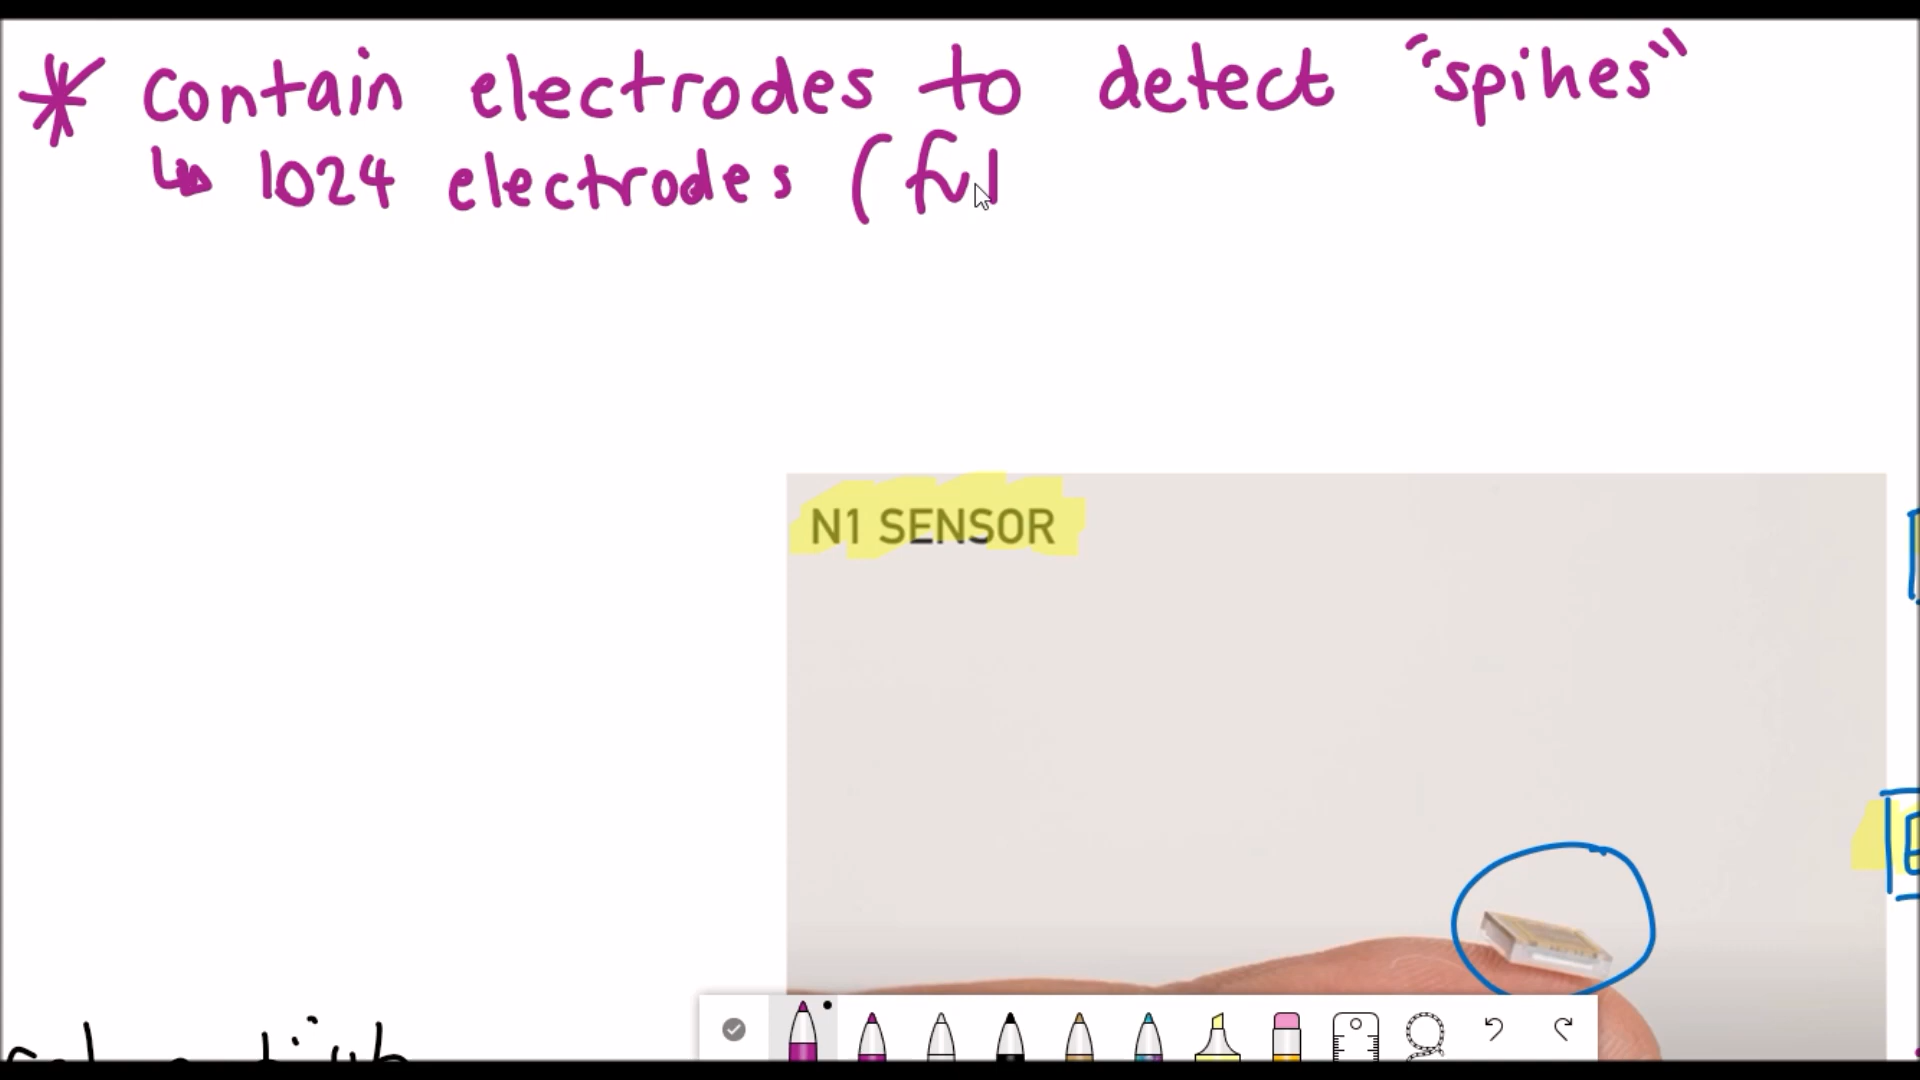 * Contain electrodes to detect "spikes"
↳ 1024 electrodes (ful
N1 SENSOR